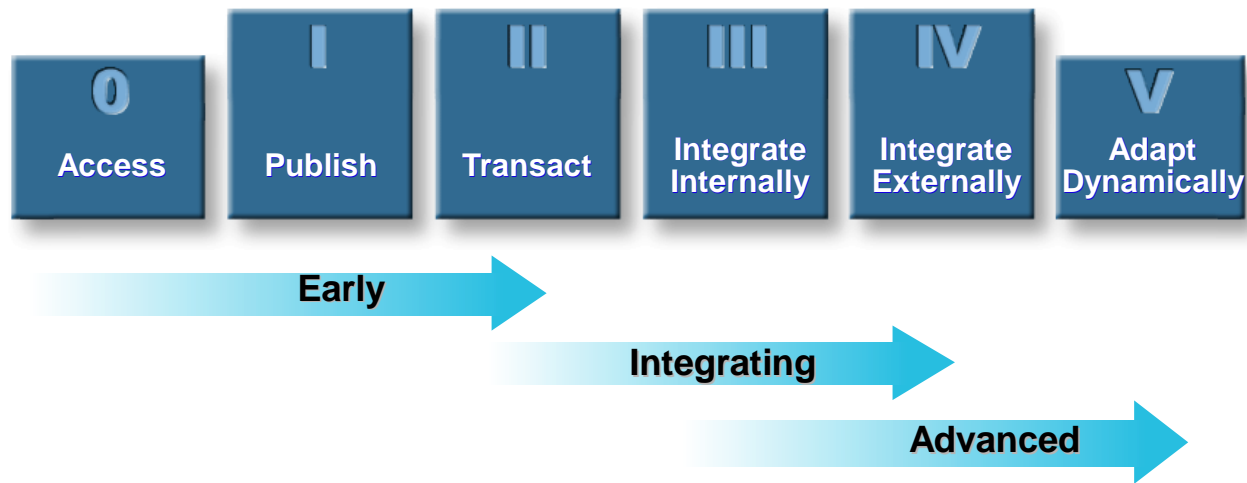 0
Access
I
Publish
II
Transact
III
Integrate
Internally
IV
Integrate
Externally
V
Adapt
Dynamically
Early
Integrating
Advanced